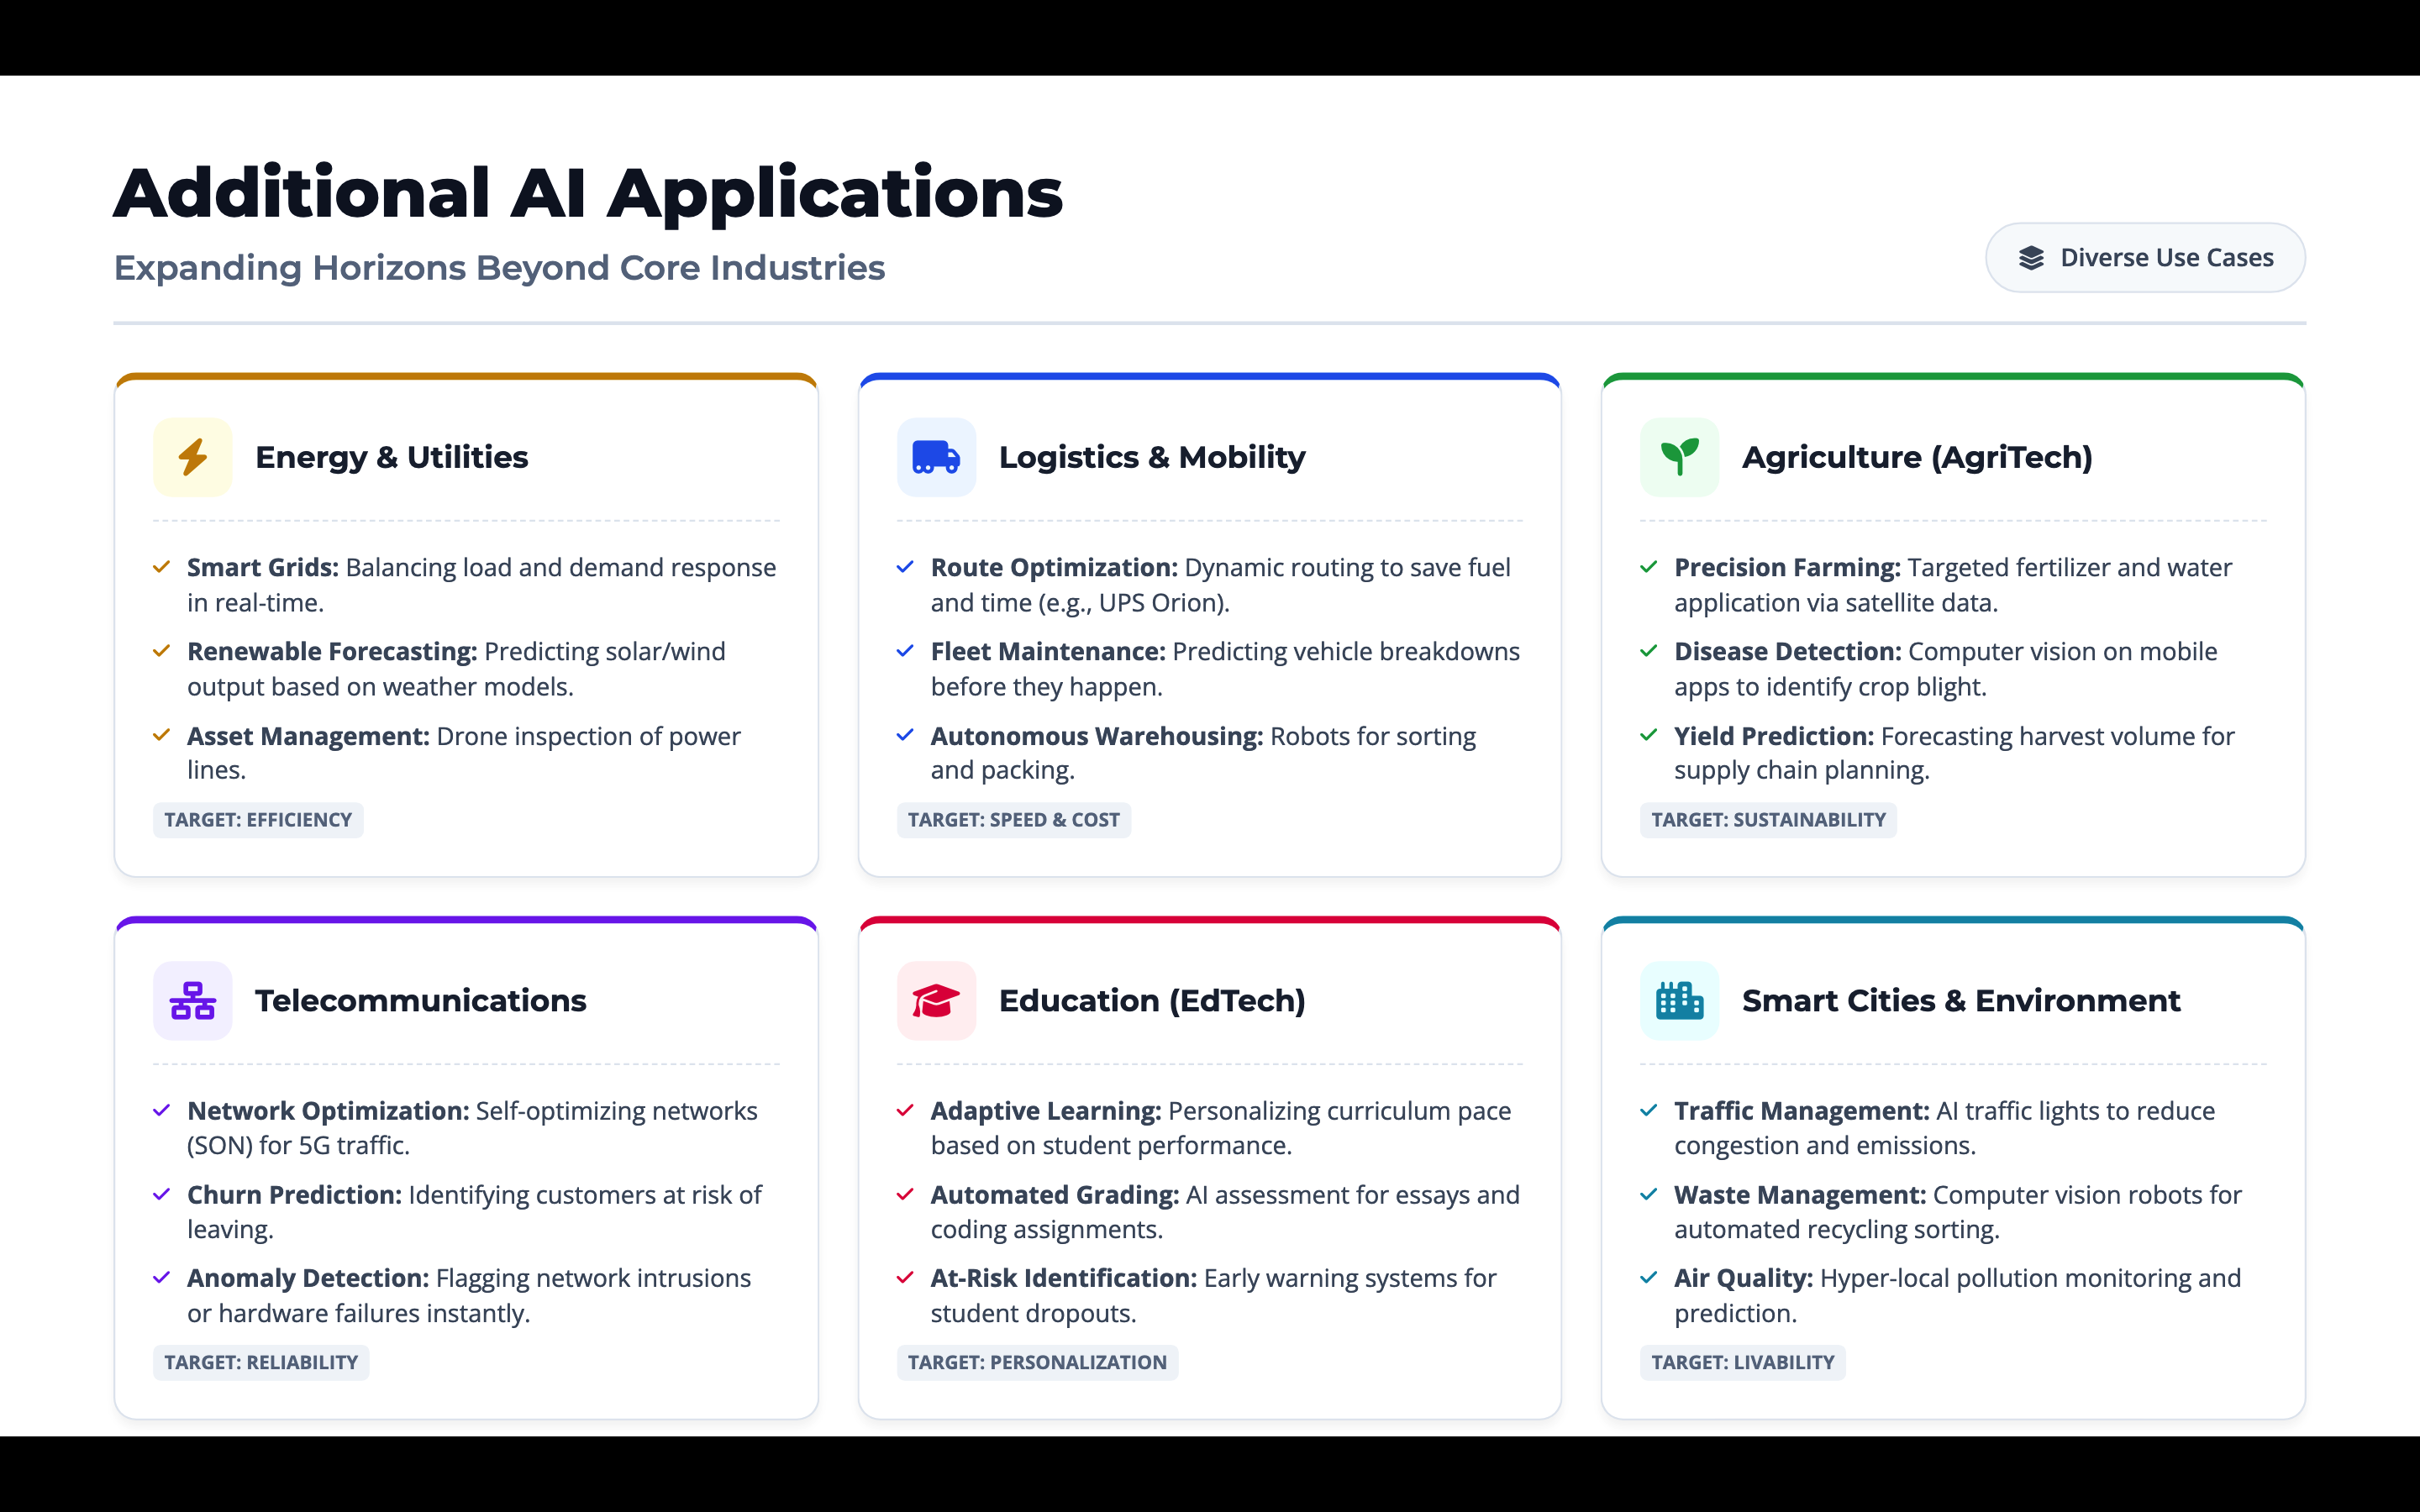 Additional AI Applications
Expanding Horizons Beyond Core Industries
Diverse Use Cases
Energy & Utilities
Smart Grids: Balancing load and demand response
in real-time.
Renewable Forecasting: Predicting solar/wind
output based on weather models.
Asset Management: Drone inspection of power
lines.
TARGET: EFFICIENCY
Logistics & Mobility
Route Optimization: Dynamic routing to save fuel
and time (e.g., UPS Orion).
Fleet Maintenance: Predicting vehicle breakdowns
before they happen.
Autonomous Warehousing: Robots for sorting
and packing.
TARGET: SPEED & COST
Agriculture (AgriTech)
Precision Farming: Targeted fertilizer and water
application via satellite data.
Disease Detection: Computer vision on mobile
apps to identify crop blight.
Yield Prediction: Forecasting harvest volume for
supply chain planning.
TARGET: SUSTAINABILITY
Telecommunications
Network Optimization: Self-optimizing networks
(SON) for 5G traffic.
Churn Prediction: Identifying customers at risk of
leaving.
Anomaly Detection: Flagging network intrusions
or hardware failures instantly.
TARGET: RELIABILITY
Education (EdTech)
Adaptive Learning: Personalizing curriculum pace
based on student performance.
Automated Grading: AI assessment for essays and
coding assignments.
At-Risk Identification: Early warning systems for
student dropouts.
TARGET: PERSONALIZATION
Smart Cities & Environment
Traffic Management: AI traffic lights to reduce
congestion and emissions.
Waste Management: Computer vision robots for
automated recycling sorting.
Air Quality: Hyper-local pollution monitoring and
prediction.
TARGET: LIVABILITY